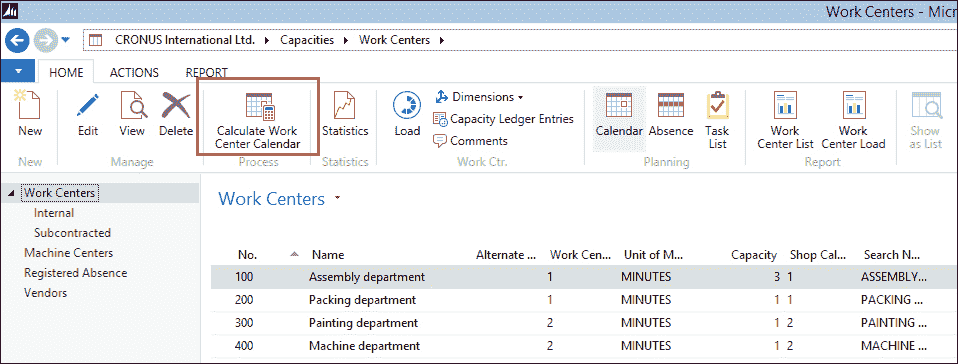 Work Centers - Micr
CRONUS International Ltd. Capacities Work Centers
HOME ACTIONS REPORT
New Edit View Delete Calculate Work Center Calendar Statistics Load Dimensions Capacity Ledger Entries Comments Calendar Absence Task List Work Center List Work Center Load Show as List
New Manage Process Statistics Work Ctr. Planning Report
Work Centers
Internal
Subcontracted
Machine Centers
Registered Absence
Vendors
Work Centers
No. Name Alternate ... Work Cen... Unit of M... Capacity Shop Cal... Search N...
100 Assembly department 1 MINUTES 3 1 ASSEMBLY...
200 Packing department 1 MINUTES 1 1 PACKING ...
300 Painting department 2 MINUTES 1 2 PAINTING ...
400 Machine department 2 MINUTES 1 2 MACHINE ...